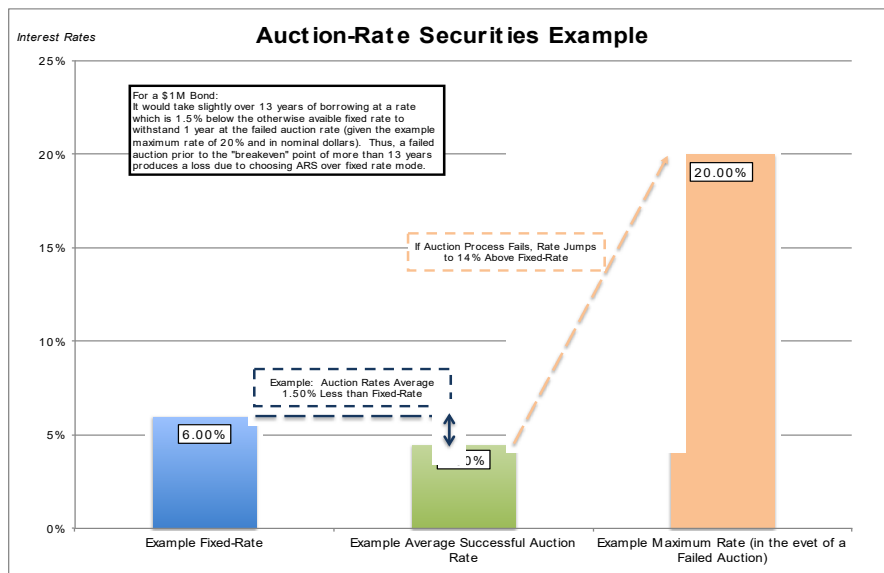 Auction-Rate Securities Example
Interest Rates
25%
20%
15%
10%
5%
0%
For a $1M Bond:
It would take slightly over 13 years of borrowing at a rate
which is 1.5% below the otherwise avaible fixed rate to
withstand 1 year at the failed auction rate (given the example
maximum rate of 20% and in nominal dollars). Thus, a failed
auction prior to the "breakeven" point of more than 13 years
produces a loss due to choosing ARS over fixed rate mode.
20.00%
If Auction Process Fails, Rate Jumps
to 14% Above Fixed-Rate
Example: Auction Rates Average
1.50% Less than Fixed-Rate
6.00%
Example Fixed-Rate
Example Average Successful Auction
Rate
Example Maximum Rate (in the evet of a
Failed Auction)